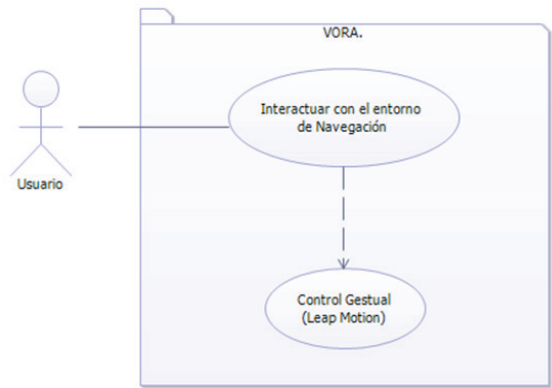 VORA.
Interactuar con el entorno
de Navegación
Usuario
Control Gestual
(Leap Motion)